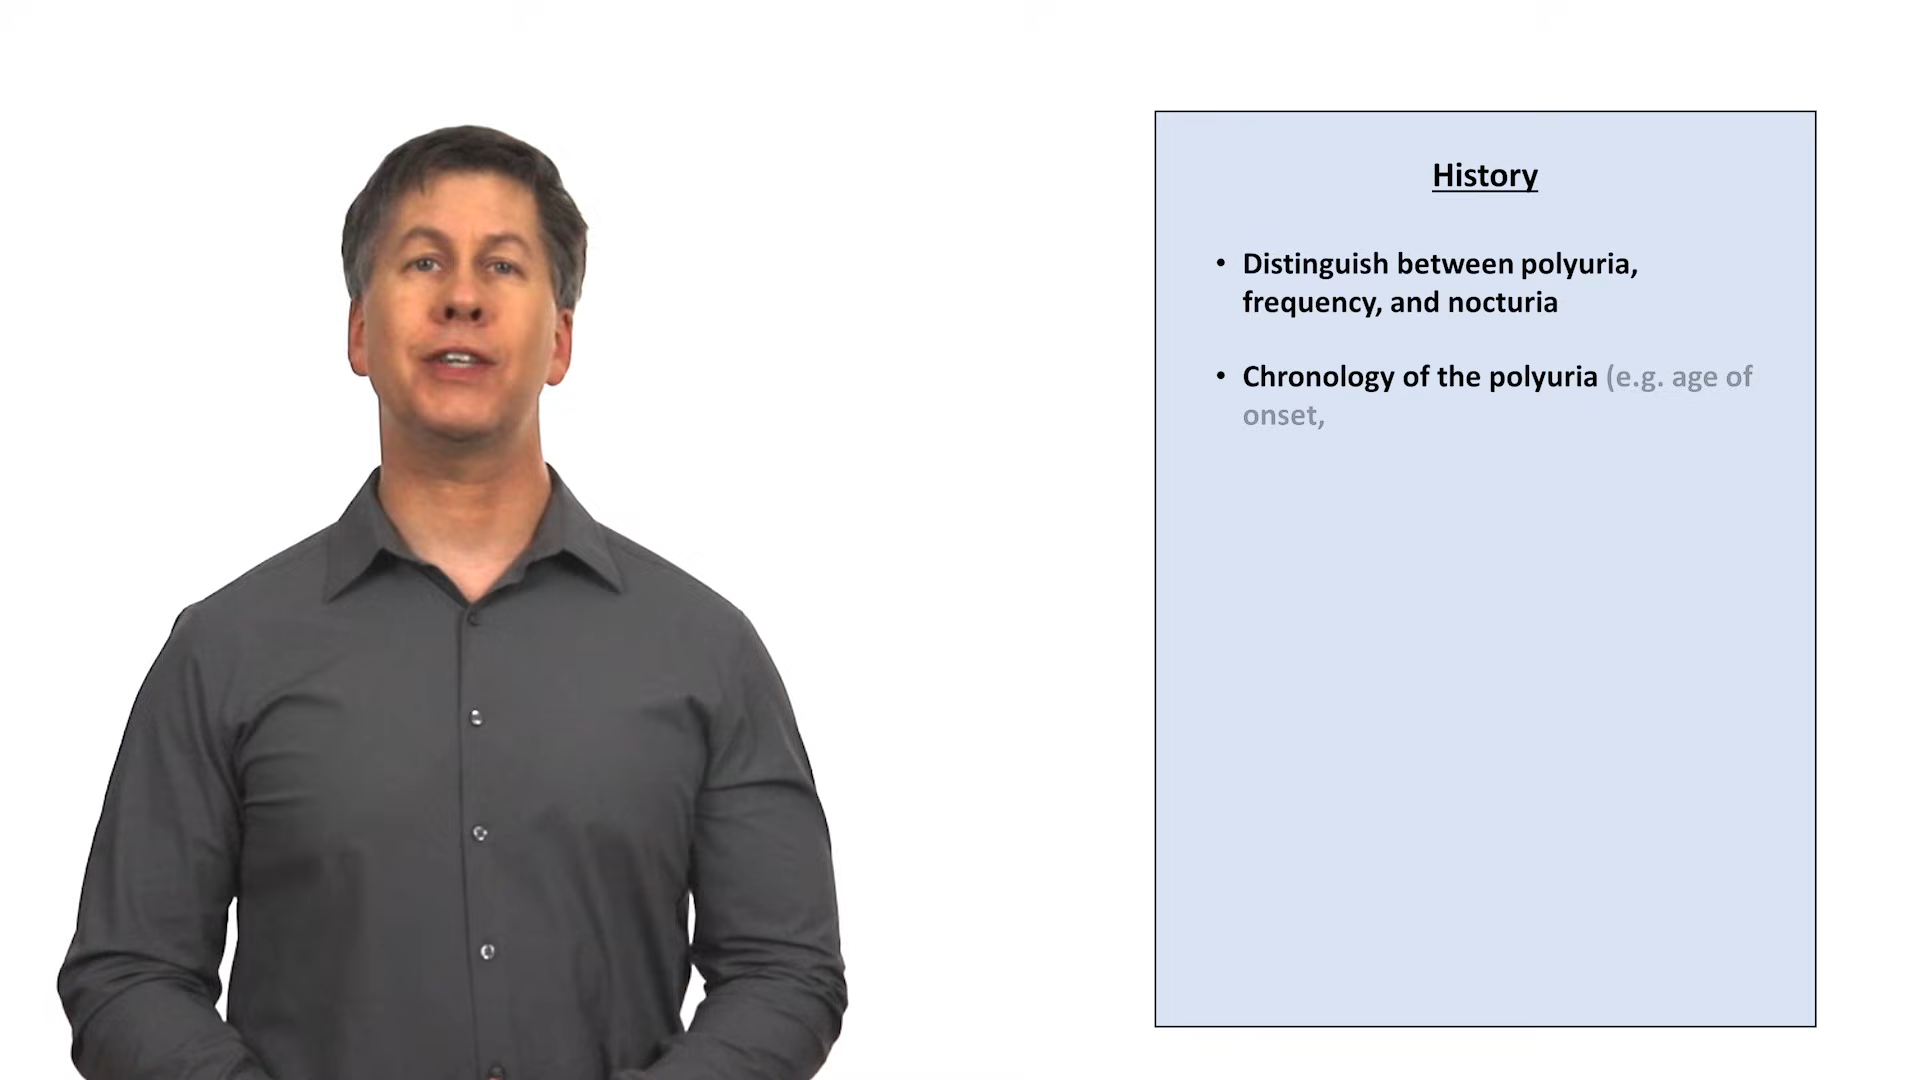 History
• Distinguish between polyuria,
frequency, and nocturia
• Chronology of the polyuria (e.g. age of
onset,